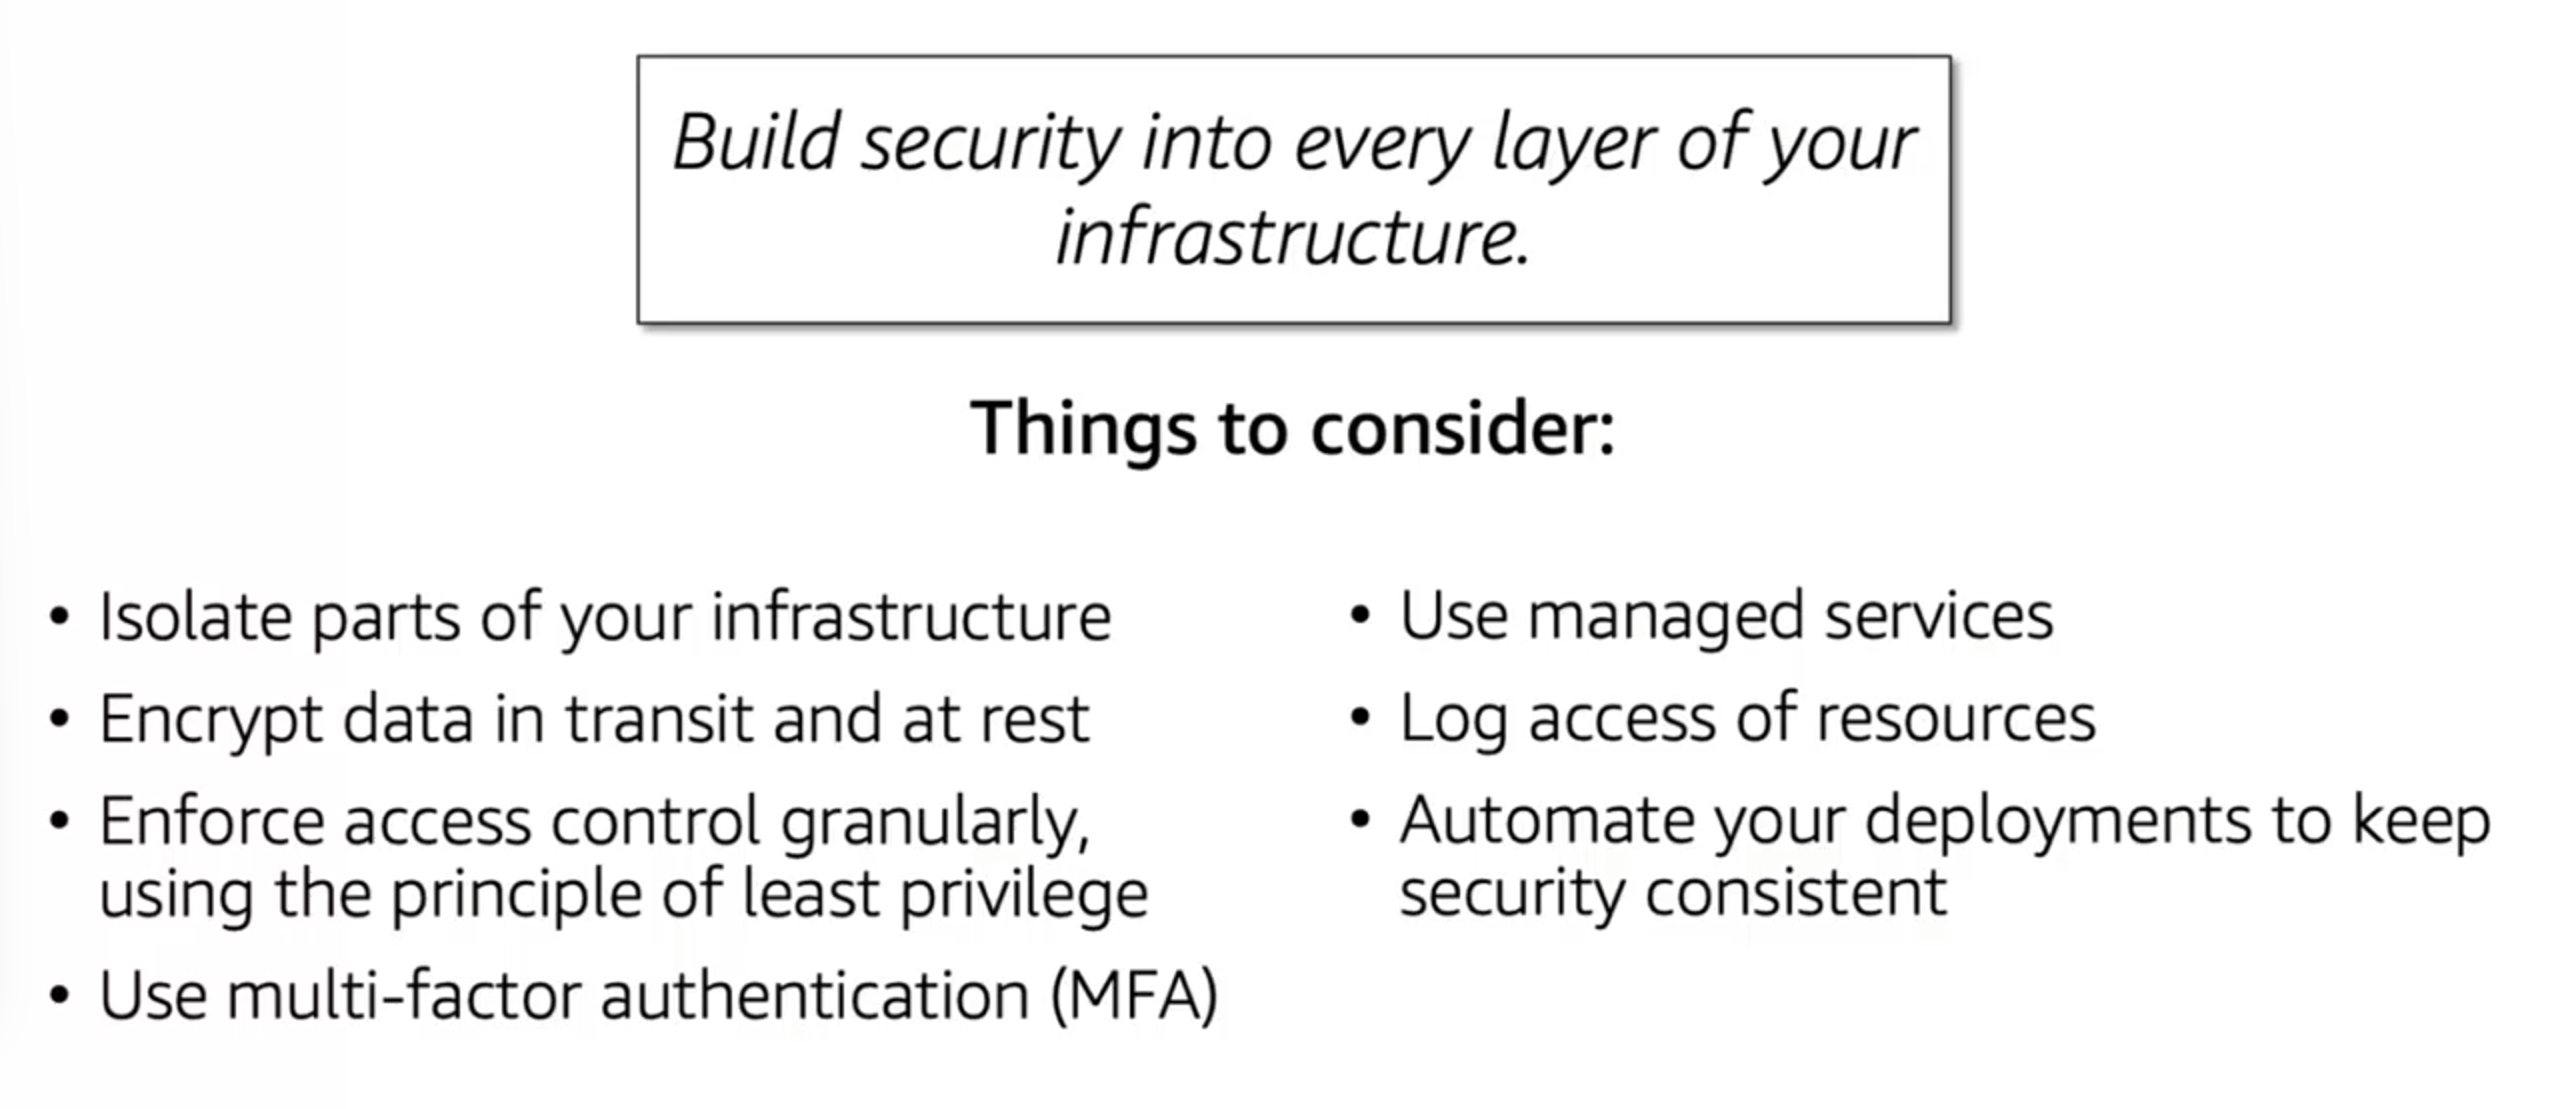 Build security into every layer of your
infrastructure.
Things to consider:
• Isolate parts of your infrastructure
• Encrypt data in transit and at rest
• Enforce access control granularly,
using the principle of least privilege
• Use multi-factor authentication (MFA)
• Use managed services
• Log access of resources
• Automate your deployments to keep
security consistent